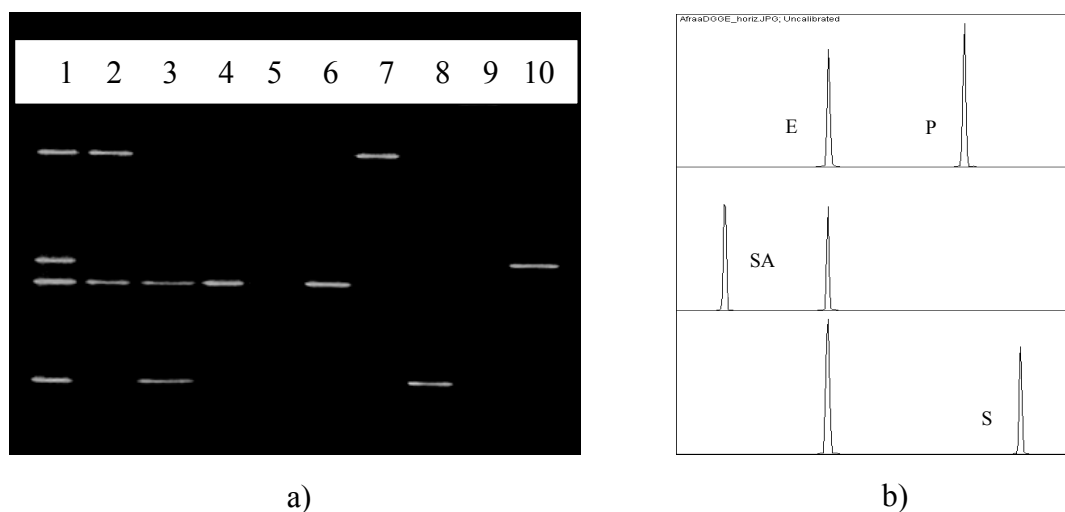 1 2 3 4 5 6 7 8 9 10
AfraaDGGE_horiz.JPG; Uncalibrated
E P
SA
S
a) b)